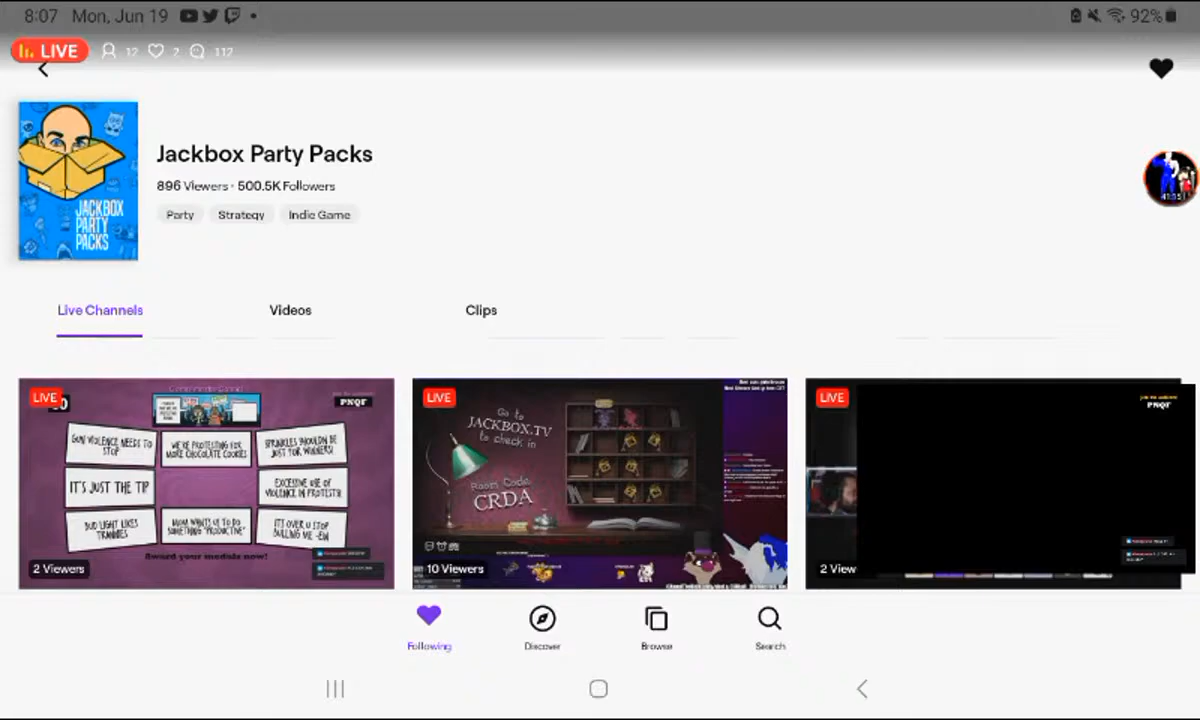 8:07 Mon, Jun 19
92%
LIVE 12 2 112
Jackbox Party Packs
896 Viewers · 500.5K Followers
Party Strategy Indie Game
JACKBOX
PARTY
PACKS
Live Channels Videos Clips
LIVE
PNQF
GUN VIOLENCE NEEDS TO
STOP
WE'RE PROTESTING FOR
MORE CHOCOLATE COOKIES
SPRINKLES SHOULDN'T BE
JUST FOR WINNERS!
IT'S JUST THE TIP
EXCESSIVE USE OF
VIOLENCE IN PROTESTS!
BUD LIGHT LIKES
TRANNIES
MOM WANTS US TO DO
SOMETHING "PRODUCTIVE"
IT'S OVER U STOP
BULLING ME -EW
Award your medals now!
2 Viewers
LIVE
Go to
JACKBOX.TV
to check in
Room Code:
CRDA
10 Viewers
LIVE
PNQF
2 View
Following Discover Browse Search